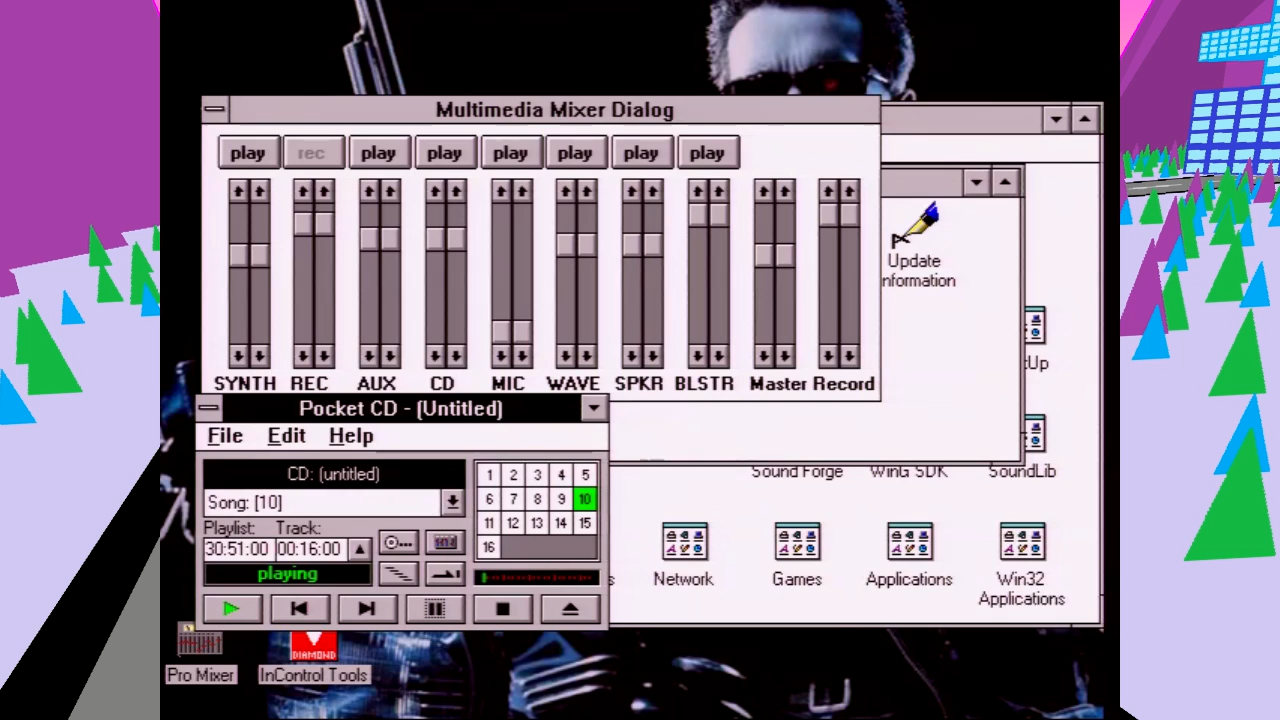 Multimedia Mixer Dialog
play rec play play play play play play
Update
nformation
SYNTH REC AUX CD MIC WAVE SPKR BLSTR Master Record
Up
Pocket CD - (Untitled)
File Edit Help
CD: (untitled)
Song: [10]
Playlist: Track:
30:51:00 00:16:00
playing
1 2 3 4 5
6 7 8 9 10
11 12 13 14 15
16
Sound Forge WinG SDK SoundLib
s Network Games Applications Win32
Applications
Pro Mixer
DIAMOND
InControl Tools